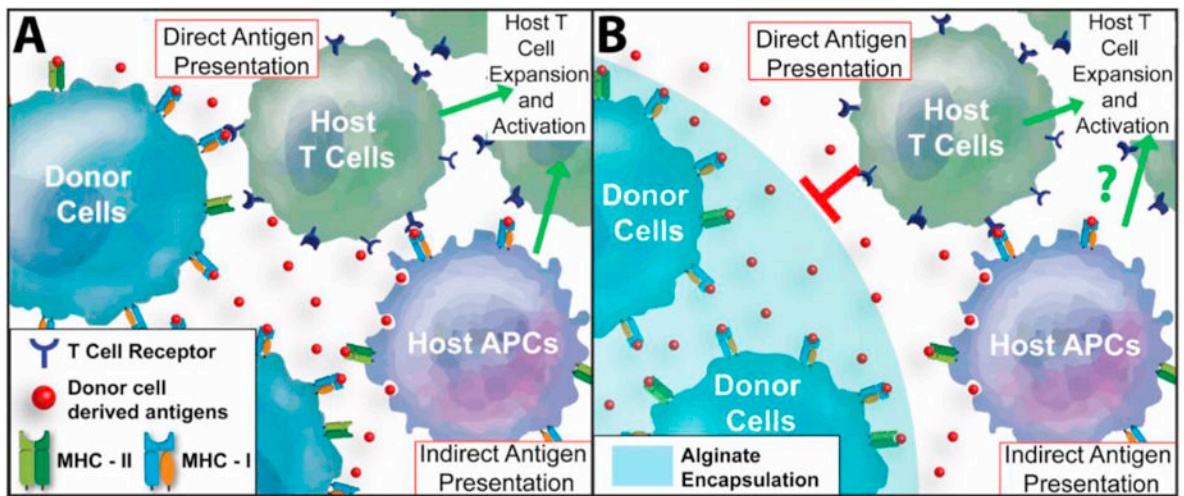 A
Direct Antigen
Presentation
Host T
Cell
Expansion
and
Activation
Host
T Cells
Donor
Cells
Host APCs
T Cell Receptor
Donor cell
derived antigens
MHC - II
MHC - I
Indirect Antigen
Presentation
B
Direct Antigen
Presentation
Host T
Cell
Expansion
and
Activation
Host
T Cells
?
Donor
Cells
Host APCs
Donor
Cells
Alginate
Encapsulation
Indirect Antigen
Presentation